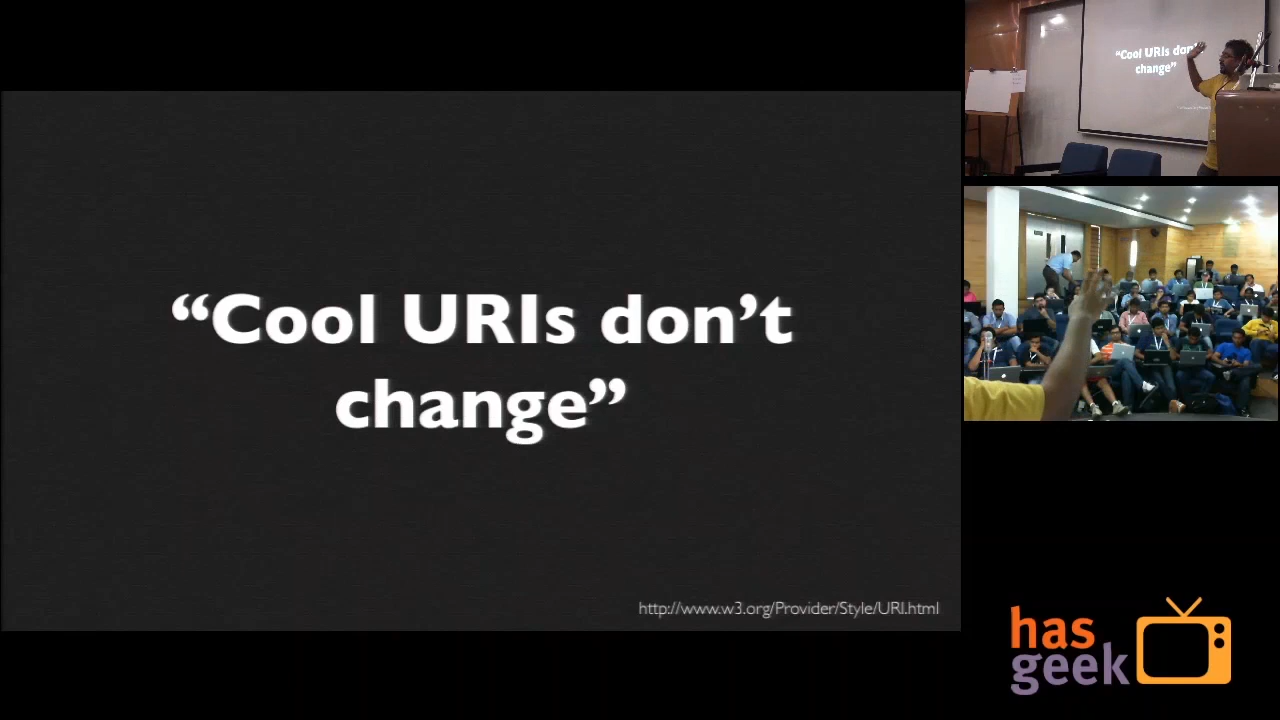 “Cool URIs don’t
change”
http://www.w3.org/Provider/Style/URI.html
“Cool URIs don’t
change”
has
geek